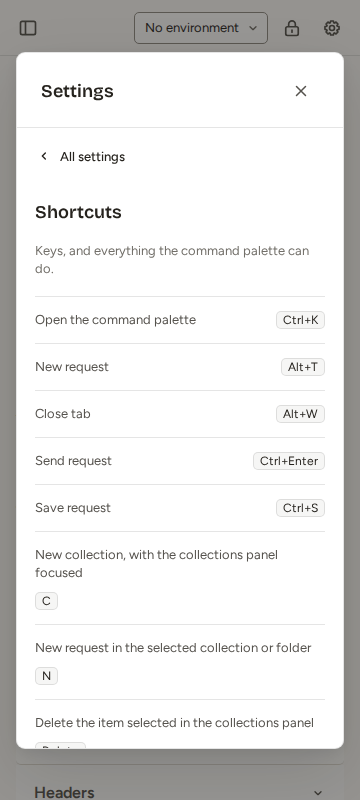 No environment
Settings
All settings
Shortcuts
Keys, and everything the command palette can
do.
Open the command palette
Ctrl+K
New request
Alt+T
Close tab
Alt+W
Send request
Ctrl+Enter
Save request
Ctrl+S
New collection, with the collections panel
focused
C
New request in the selected collection or folder
N
Delete the item selected in the collections panel
Headers